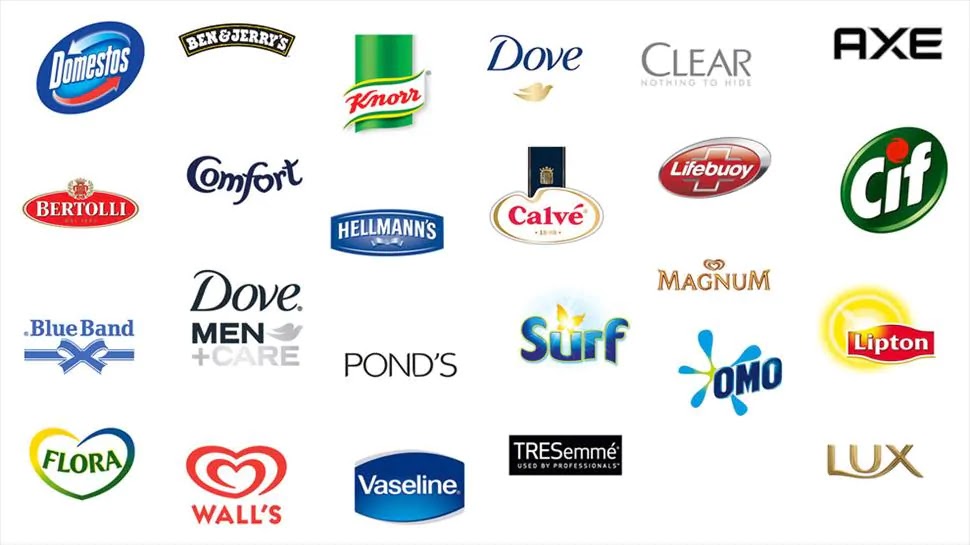 Domestos
BEN & JERRY'S
Knorr
Dove
CLEAR
NOTHING TO HIDE
AXE
BERTOLLI
Comfort
HELLMANN'S
Calvé
Lifebuoy
Cif
Blue Band
Dove
MEN
+CARE
POND'S
Surf
MAGNUM
OMO
Lipton
FLORA
WALL'S
Vaseline
TRESemmé
USED BY PROFESSIONALS
LUX